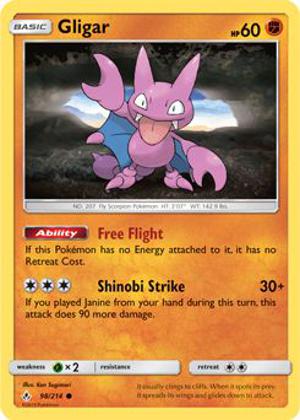 BASIC Gligar HP 60
NO. 207 Fly Scorpion Pokémon HT: 3'07" WT: 142.9 lbs.
Ability Free Flight
If this Pokémon has no Energy attached to it, it has no
Retreat Cost.
Shinobi Strike 30+
If you played Janine from your hand during this turn, this
attack does 90 more damage.
weakness ×2 resistance retreat
Illus. Ken Sugimori
98/214
It usually clings to cliffs. When it spots its prey,
it spreads its wings and glides down to attack.
©2019 Pokémon